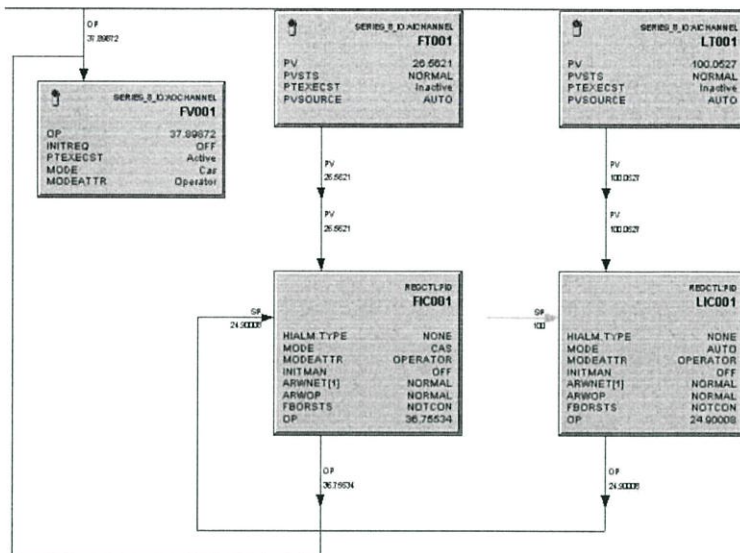 OP
37.89872
SERIES_8_IO:AOCHANNEL
FV001
OP 37.89872
INITREQ OFF
PTEXECST Active
MODE Cas
MODEATTR Operator
SERIES_8_IO:AICHANNEL
FT001
PV 26.5621
PVSTS NORMAL
PTEXECST Inactive
PVSOURCE AUTO
SERIES_8_IO:AICHANNEL
LT001
PV 100.0527
PVSTS NORMAL
PTEXECST Inactive
PVSOURCE AUTO
PV
26.5621
PV
26.5621
PV
100.0527
PV
100.0527
SP
24.90008
REGCTL:PID
FIC001
HIALM.TYPE NONE
MODE CAS
MODEATTR OPERATOR
INITMAN OFF
ARWNET[1] NORMAL
ARWOP NORMAL
FBORSTS NOTCON
OP 36.75534
SP
100
REGCTL:PID
LIC001
HIALM.TYPE NONE
MODE AUTO
MODEATTR OPERATOR
INITMAN OFF
ARWNET[1] NORMAL
ARWOP NORMAL
FBORSTS NOTCON
OP 24.90008
OP
36.75534
OP
24.90008